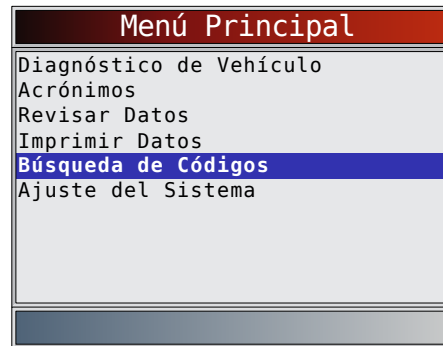 Menú Principal
Diagnóstico de Vehículo
Acrónimos
Revisar Datos
Imprimir Datos
Búsqueda de Códigos
Ajuste del Sistema